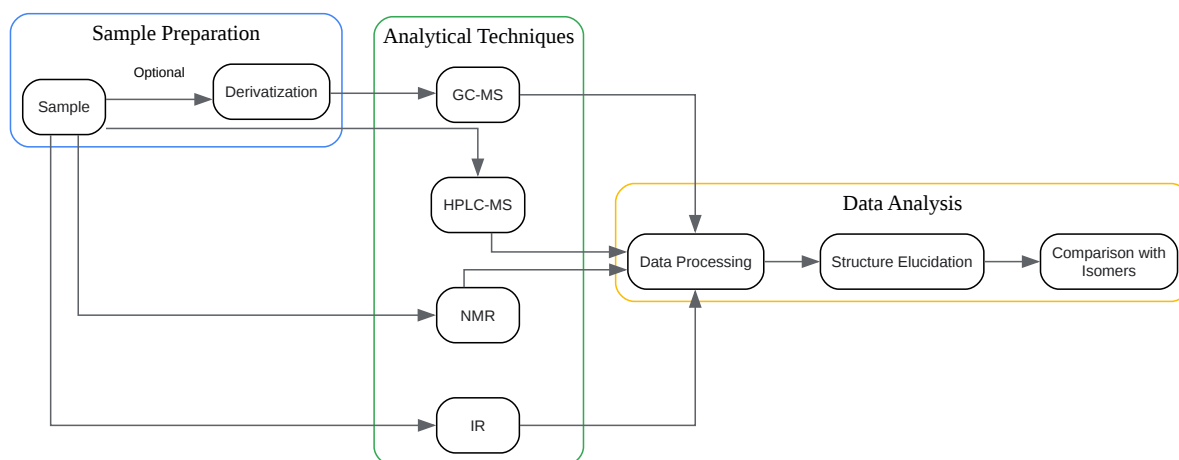 Sample Preparation
Optional
Sample
Derivatization
Analytical Techniques
GC-MS
HPLC-MS
NMR
IR
Data Analysis
Data Processing
Structure Elucidation
Comparison with
Isomers